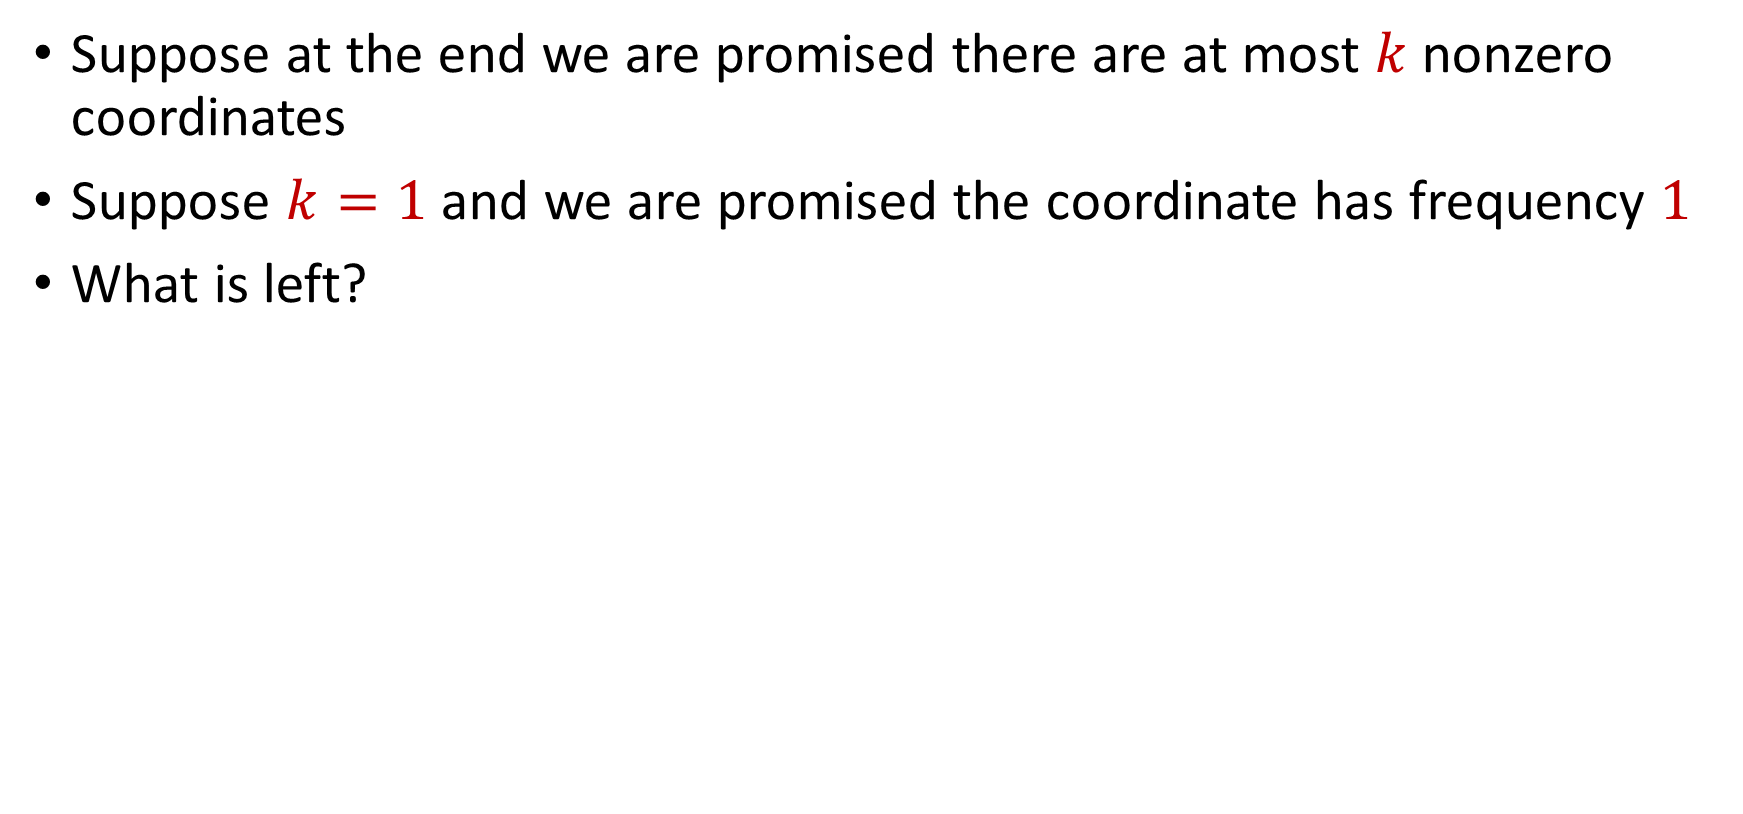 • Suppose at the end we are promised there are at most k nonzero
coordinates
• Suppose k = 1 and we are promised the coordinate has frequency 1
• What is left?